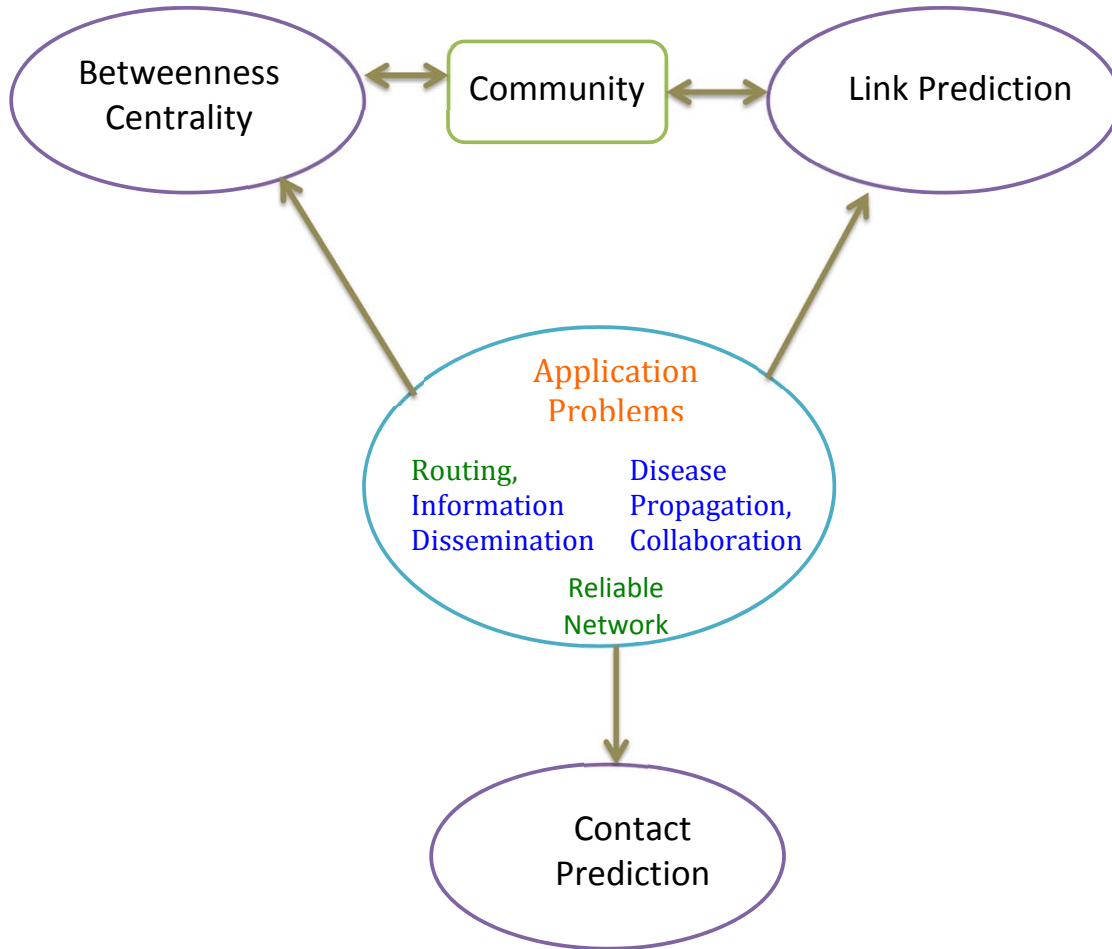 Betweenness
Centrality
Community
Link Prediction
Application
Problems
Routing,
Information
Dissemination
Disease
Propagation,
Collaboration
Reliable
Network
Contact
Prediction